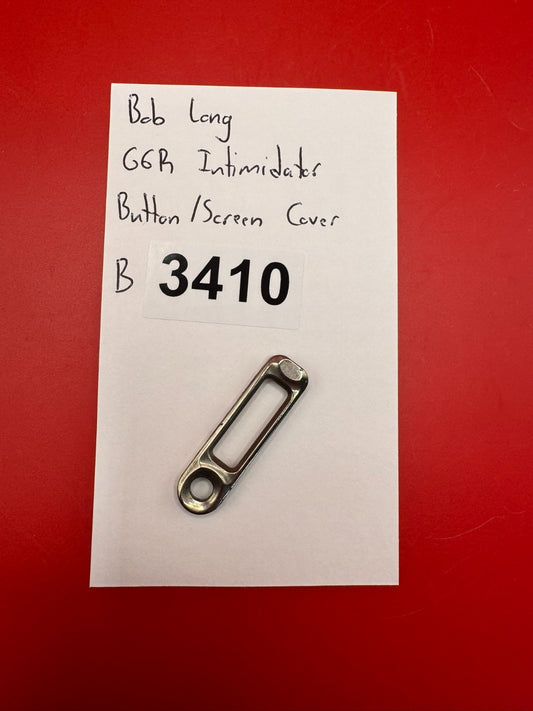 Bob Long
G6R Intimidator
Button/Screen Cover
B 3410